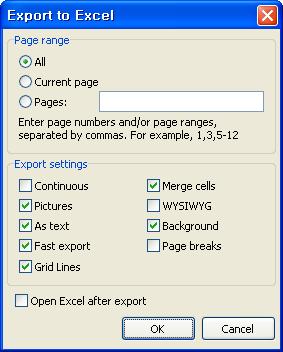 Export to Excel
Page range
All
Current page
Pages:
Enter page numbers and/or page ranges,
separated by commas. For example, 1,3,5-12
Export settings
Continuous
Merge cells
Pictures
WYSIWYG
As text
Background
Fast export
Page breaks
Grid Lines
Open Excel after export
OK
Cancel